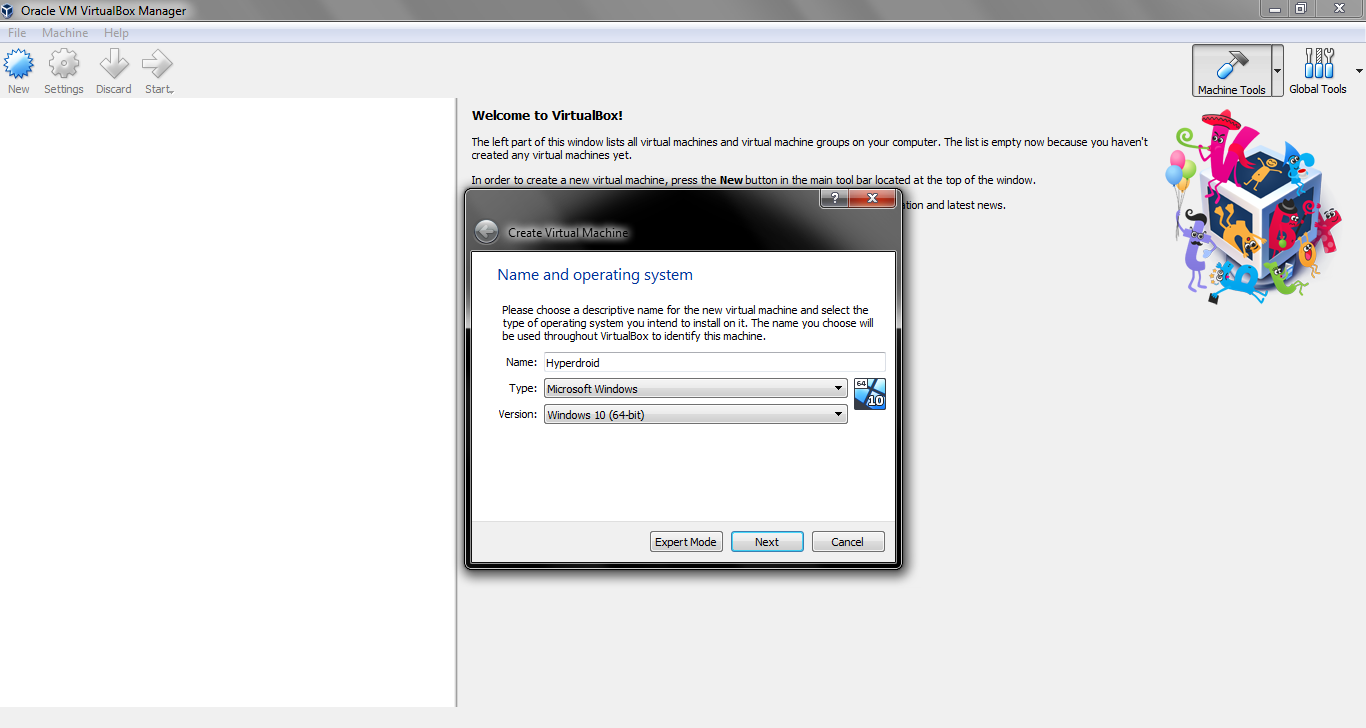 Oracle VM VirtualBox Manager
File Machine Help
New Settings Discard Start
Machine Tools Global Tools
Welcome to VirtualBox!
The left part of this window lists all virtual machines and virtual machine groups on your computer. The list is empty now because you haven't
created any virtual machines yet.
In order to create a new virtual machine, press the New button in the main tool bar located at the top of the window.
and latest news.
?
Create Virtual Machine
Name and operating system
Please choose a descriptive name for the new virtual machine and select the
type of operating system you intend to install on it. The name you choose will
be used throughout VirtualBox to identify this machine.
Name: Hyperdroid
Type: Microsoft Windows
64
10
Version: Windows 10 (64-bit)
Expert Mode Next Cancel